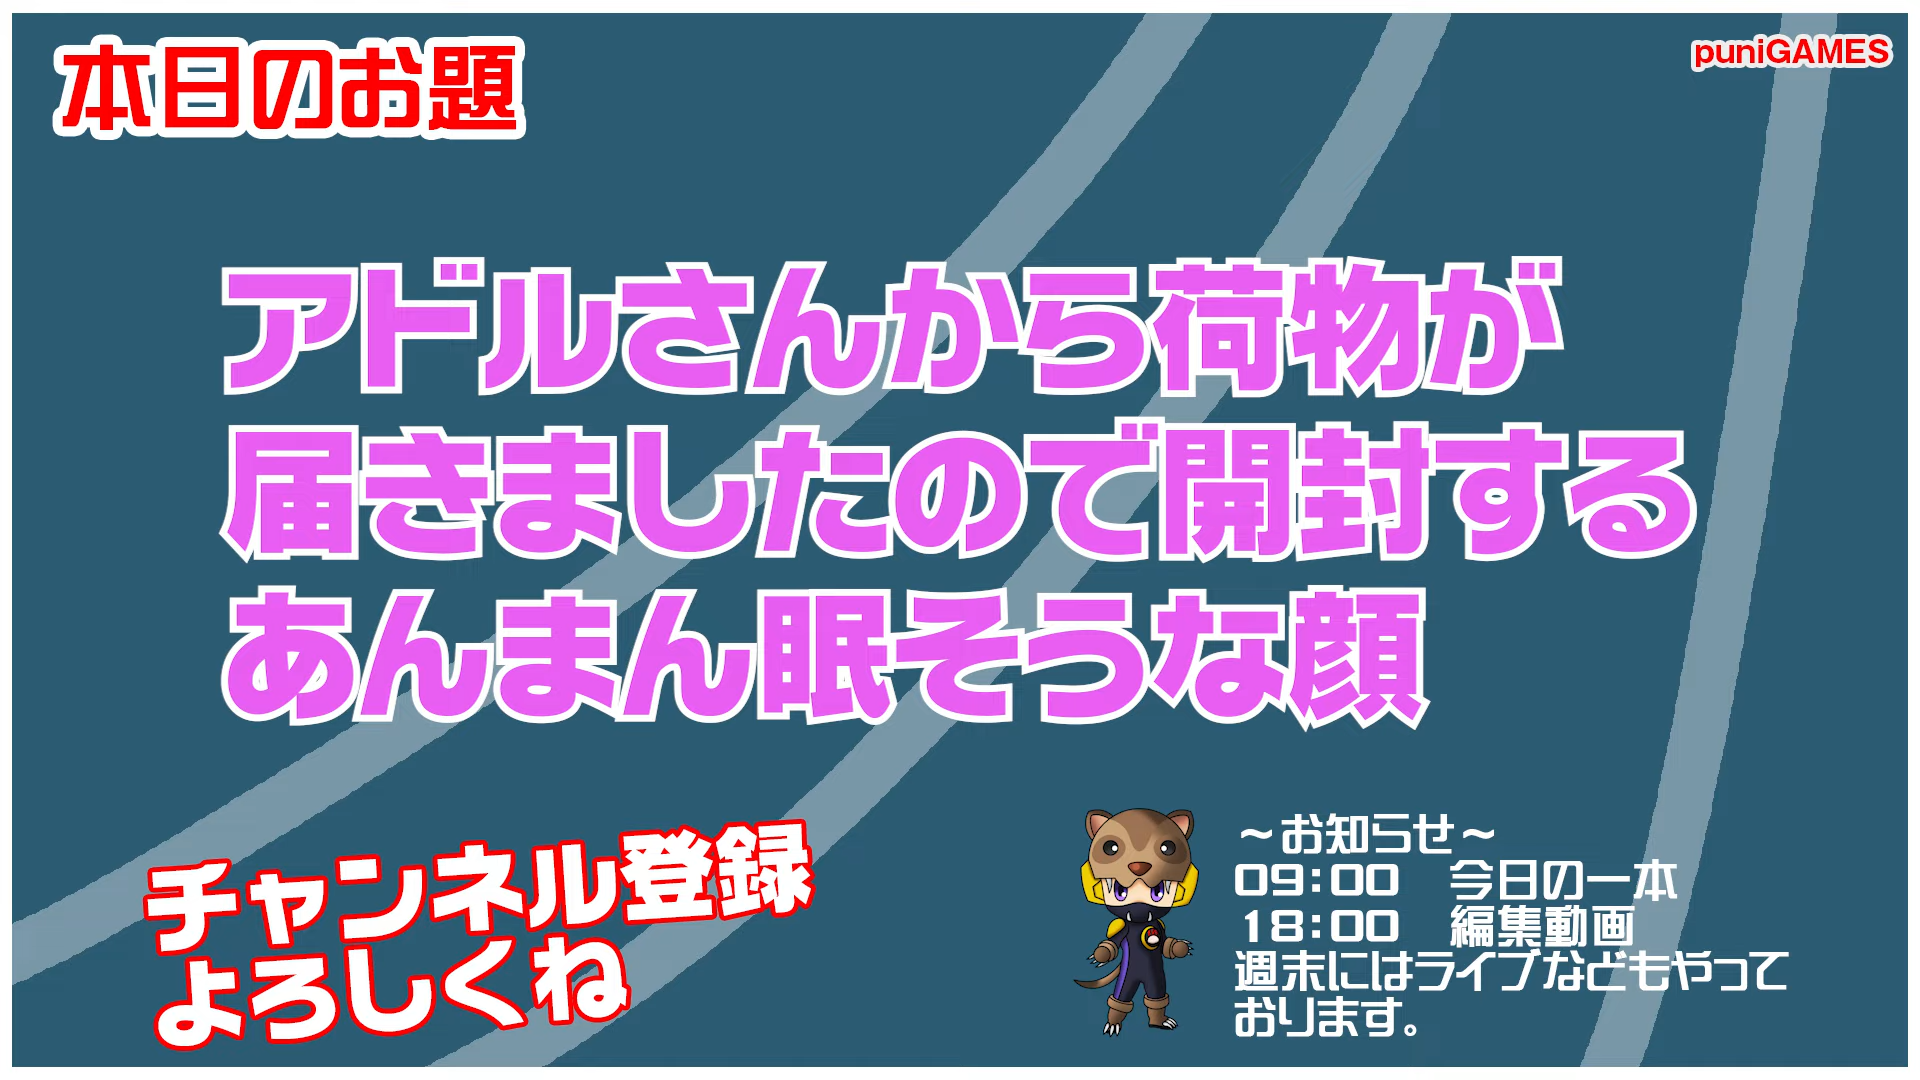 本日のお題
puniGAMES
アドルさんから荷物が
届きましたので開封する
あんまん眠そうな顔
チャンネル登録
よろしくね
～お知らせ～
09:00 今日の一本
18:00 編集動画
週末にはライブなどもやって
おります。